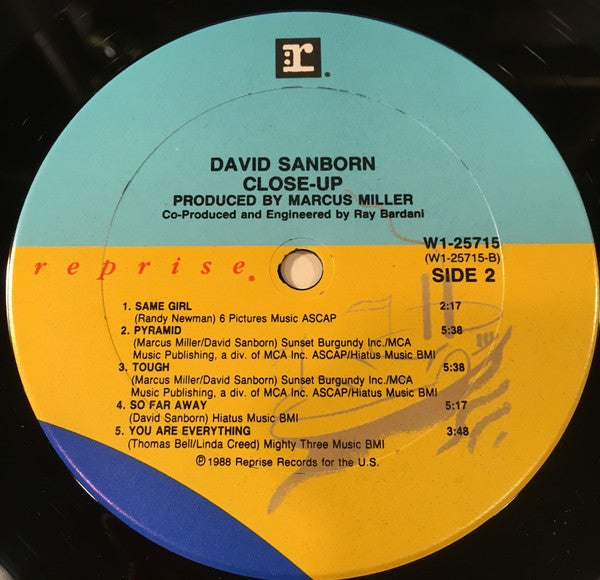 r.
DAVID SANBORN
CLOSE-UP
PRODUCED BY MARCUS MILLER
Co-Produced and Engineered by Ray Bardani
reprise.
W1-25715
(W1-25715-B)
SIDE 2
1. SAME GIRL 2:17
(Randy Newman) 6 Pictures Music ASCAP
2. PYRAMID 5:38
(Marcus Miller/David Sanborn) Sunset Burgundy Inc./MCA
Music Publishing, a div. of MCA Inc. ASCAP/Hiatus Music BMI
3. TOUGH 5:38
(Marcus Miller/David Sanborn) Sunset Burgundy Inc./MCA
Music Publishing, a div. of MCA Inc. ASCAP/Hiatus Music BMI
4. SO FAR AWAY 5:17
(David Sanborn) Hiatus Music BMI
5. YOU ARE EVERYTHING 3:48
(Thomas Bell/Linda Creed) Mighty Three Music BMI
℗ 1988 Reprise Records for the U.S.